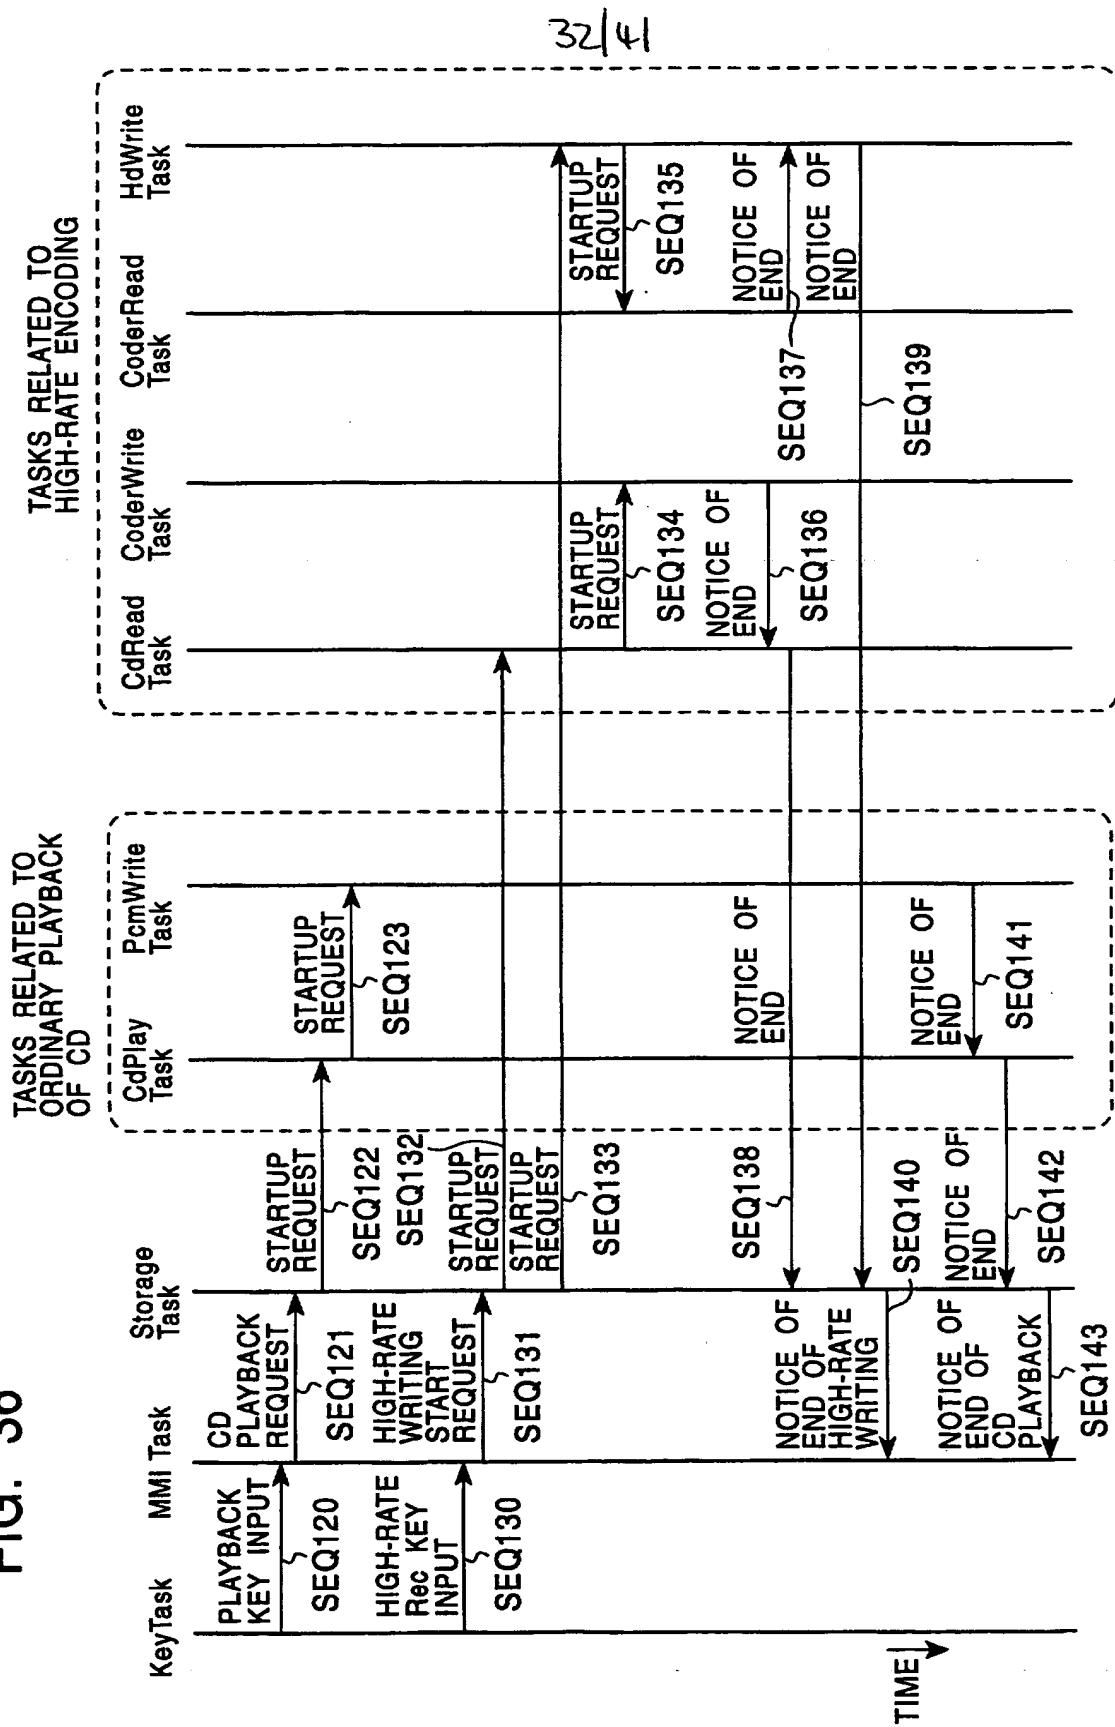 32/41
FIG. 36
TASKS RELATED TO
ORDINARY PLAYBACK
OF CD
TASKS RELATED TO
HIGH-RATE ENCODING
KeyTask
MMI Task
Storage
Task
CdPlay
Task
PcmWrite
Task
CdRead
Task
CoderWrite
Task
CoderRead
Task
HdWrite
Task
PLAYBACK
KEY INPUT
SEQ120
CD
PLAYBACK
REQUEST
SEQ121
STARTUP
REQUEST
SEQ122
STARTUP
REQUEST
SEQ123
HIGH-RATE
Rec KEY
INPUT
SEQ130
HIGH-RATE
WRITING
START
REQUEST
SEQ131
SEQ132
STARTUP
REQUEST
STARTUP
REQUEST
SEQ133
STARTUP
REQUEST
SEQ134
STARTUP
REQUEST
SEQ135
NOTICE OF
END
SEQ136
NOTICE OF
END
SEQ137
NOTICE OF
END
SEQ138
NOTICE OF
END
SEQ139
NOTICE OF
END OF
HIGH-RATE
WRITING
SEQ140
NOTICE OF
END
SEQ141
NOTICE OF
END
SEQ142
NOTICE OF
END OF
CD
PLAYBACK
SEQ143
TIME